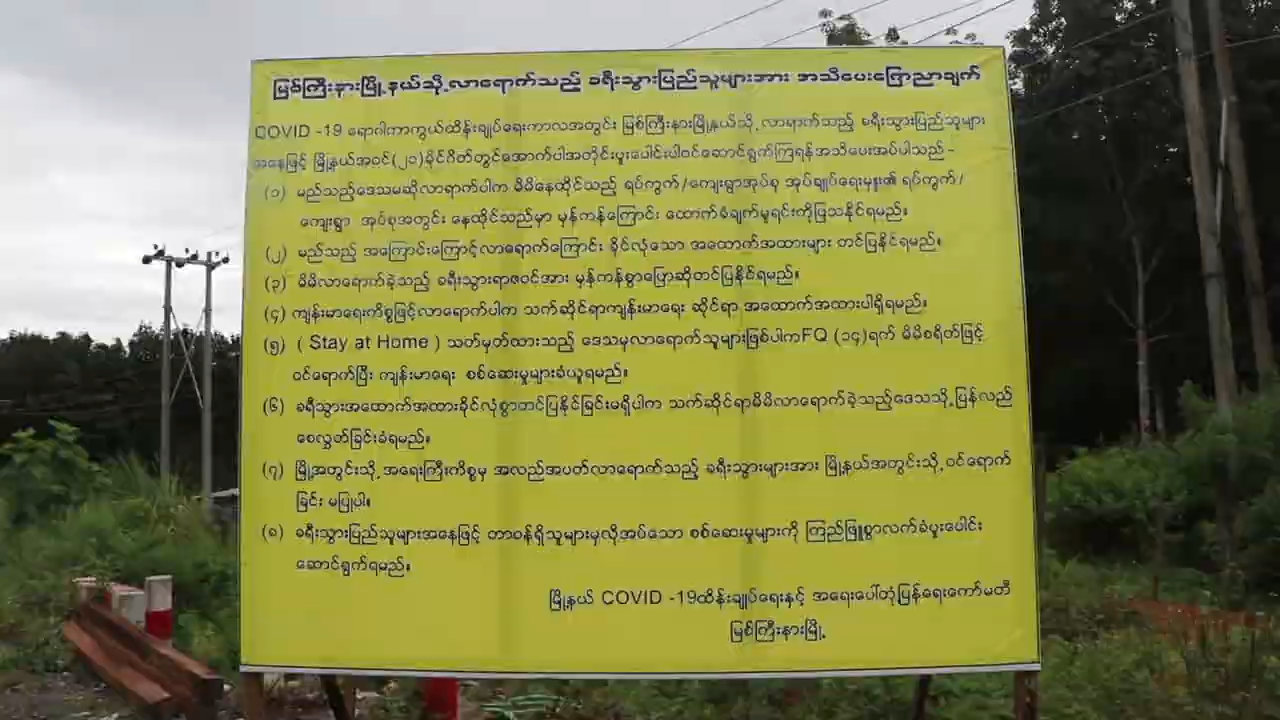 မြစ်ကြီးနားမြို့နယ်သို့လာရောက်သည့် ခရီးသွားပြည်သူများအား အသိပေးကြေညာချက်
COVID -19 ရောဂါကာကွယ်ထိန်းချုပ်ရေးကာလအတွင်း မြစ်ကြီးနားမြို့နယ်သို့ လာရောက်သည့် ခရီးသွားပြည်သူများ
အနေဖြင့် မြို့နယ်အဝင်(၂၁)မိုင်ဂိတ်တွင်အောက်ပါအတိုင်းပူးပေါင်းပါဝင်ဆောင်ရွက်ကြရန်အသိပေးအပ်ပါသည်-
(၁) မည်သည့်ဒေသမဆိုလာရောက်ပါက မိမိနေထိုင်သည့် ရပ်ကွက်/ကျေးရွာအုပ်စု အုပ်ချုပ်ရေးမှူး၏ ရပ်ကွက်/
ကျေးရွာ အုပ်စုအတွင်း နေထိုင်သည်မှာ မှန်ကန်ကြောင်း ထောက်ခံချက်မူရင်းကိုပြသနိုင်ရမည်။
(၂) မည်သည့် အကြောင်းကြောင့်လာရောက်ကြောင်း ခိုင်လုံသော အထောက်အထားများ တင်ပြနိုင်ရမည်။
(၃) မိမိလာရောက်ခဲ့သည့် ခရီးသွားရာဇဝင်အား မှန်ကန်စွာပြောဆိုတင်ပြနိုင်ရမည်။
(၄) ကျန်းမာရေးကိစ္စဖြင့်လာရောက်ပါက သက်ဆိုင်ရာကျန်းမာရေး ဆိုင်ရာ အထောက်အထားပါရှိရမည်။
(၅) ( Stay at Home ) သတ်မှတ်ထားသည့် ဒေသမှလာရောက်သူများဖြစ်ပါကFQ (၁၄)ရက် မိမိစရိတ်ဖြင့်
ဝင်ရောက်ပြီး ကျန်းမာရေး စစ်ဆေးမှုများခံယူရမည်။
(၆) ခရီးသွားအထောက်အထားခိုင်လုံစွာတင်ပြနိုင်ခြင်းမရှိပါက သက်ဆိုင်ရာမိမိလာရောက်ခဲ့သည့်ဒေသသို့ ပြန်လည်
စေလွှတ်ခြင်းခံရမည်။
(၇) မြို့အတွင်းသို့ အရေးကြီးကိစ္စမှ အလည်အပတ်လာရောက်သည့် ခရီးသွားများအား မြို့နယ်အတွင်းသို့ ဝင်ရောက်
ခြင်း မပြုပါ။
(၈) ခရီးသွားပြည်သူများအနေဖြင့် တာဝန်ရှိသူများမှလိုအပ်သော စစ်ဆေးမှုများကို ကြည်ဖြူစွာလက်ခံပူးပေါင်း
ဆောင်ရွက်ရမည်။
မြို့နယ် COVID -19ထိန်းချုပ်ရေးနှင့် အရေးပေါ်တုံ့ပြန်ရေးကော်မတီ
မြစ်ကြီးနားမြို့